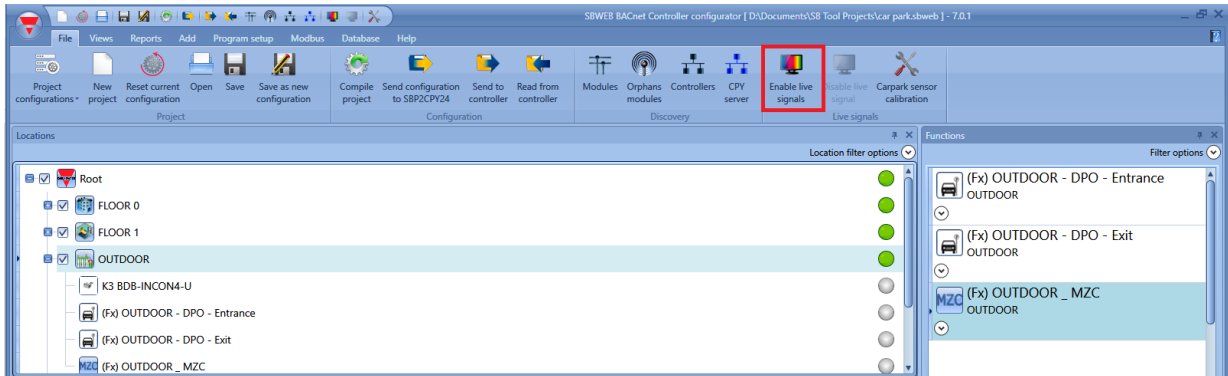 SBWEB BACnet Controller configurator [ D:\Documents\SB Tool Projects\car park.sbweb ] - 7.0.1
File Views Reports Add Program setup Modbus Database Help
Project configurations
New project
Reset current configuration
Open
Save
Save as new configuration
Compile project
Send configuration to SBP2CPY24
Send to controller
Read from controller
Modules
Orphans modules
Controllers
CPY server
Enable live signals
Disable live signal
Carpark sensor calibration
Project
Configuration
Discovery
Live signals
Locations
Location filter options
Root
FLOOR 0
FLOOR 1
OUTDOOR
K3 BDB-INCON4-U
(Fx) OUTDOOR - DPO - Entrance
(Fx) OUTDOOR - DPO - Exit
MZC (Fx) OUTDOOR _ MZC
Functions
Filter options
(Fx) OUTDOOR - DPO - Entrance
OUTDOOR
(Fx) OUTDOOR - DPO - Exit
OUTDOOR
MZC (Fx) OUTDOOR _ MZC
OUTDOOR